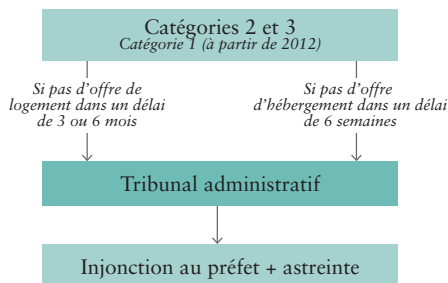 Catégories 2 et 3
Catégorie 1 (à partir de 2012)
Si pas d'offre de
logement dans un délai
de 3 ou 6 mois
Si pas d'offre
d'hébergement dans un délai
de 6 semaines
Tribunal administratif
Injonction au préfet + astreinte